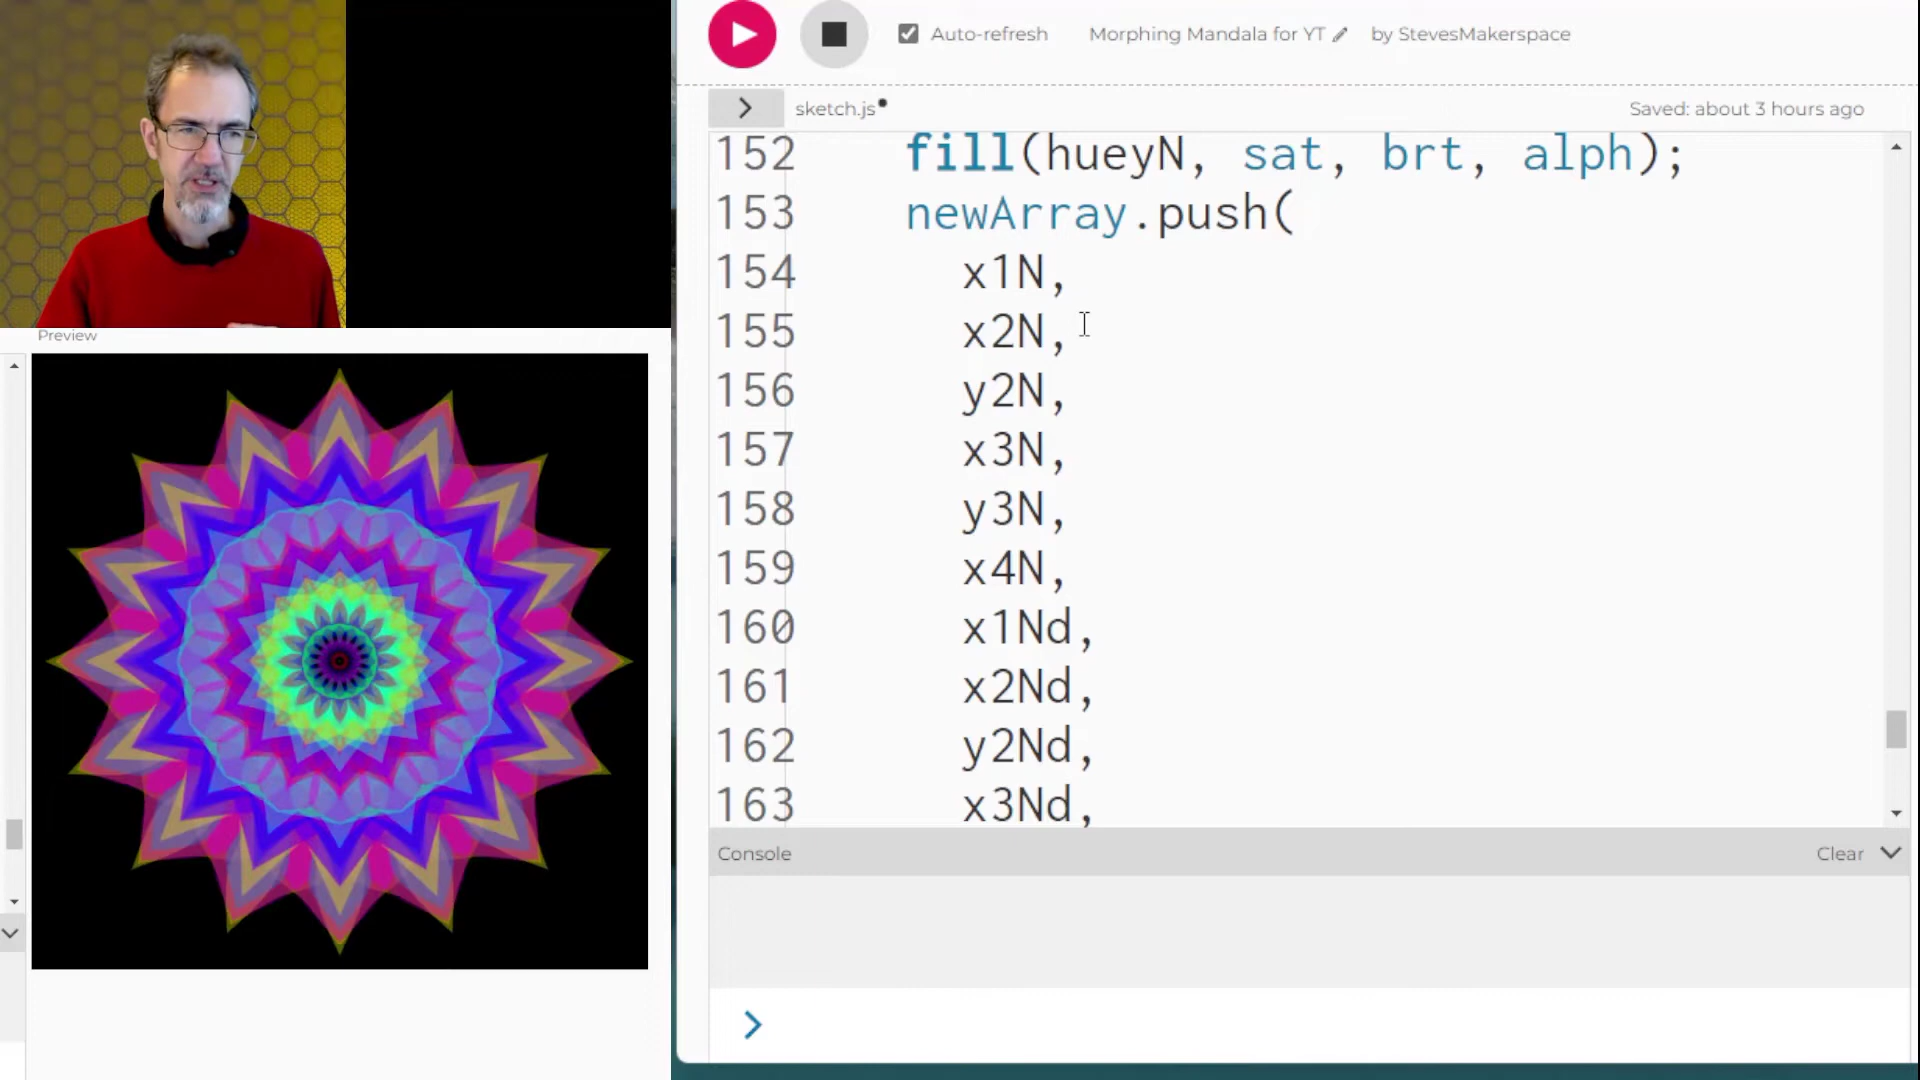 Auto-refresh
Morphing Mandala for YT
by StevesMakerspace
sketch.js
Saved: about 3 hours ago
152 fill(hueyN, sat, brt, alph);
153 newArray.push(
154 x1N,
155 x2N,
156 y2N,
157 x3N,
158 y3N,
159 x4N,
160 x1Nd,
161 x2Nd,
162 y2Nd,
163 x3Nd,
Console
Clear
>
Preview